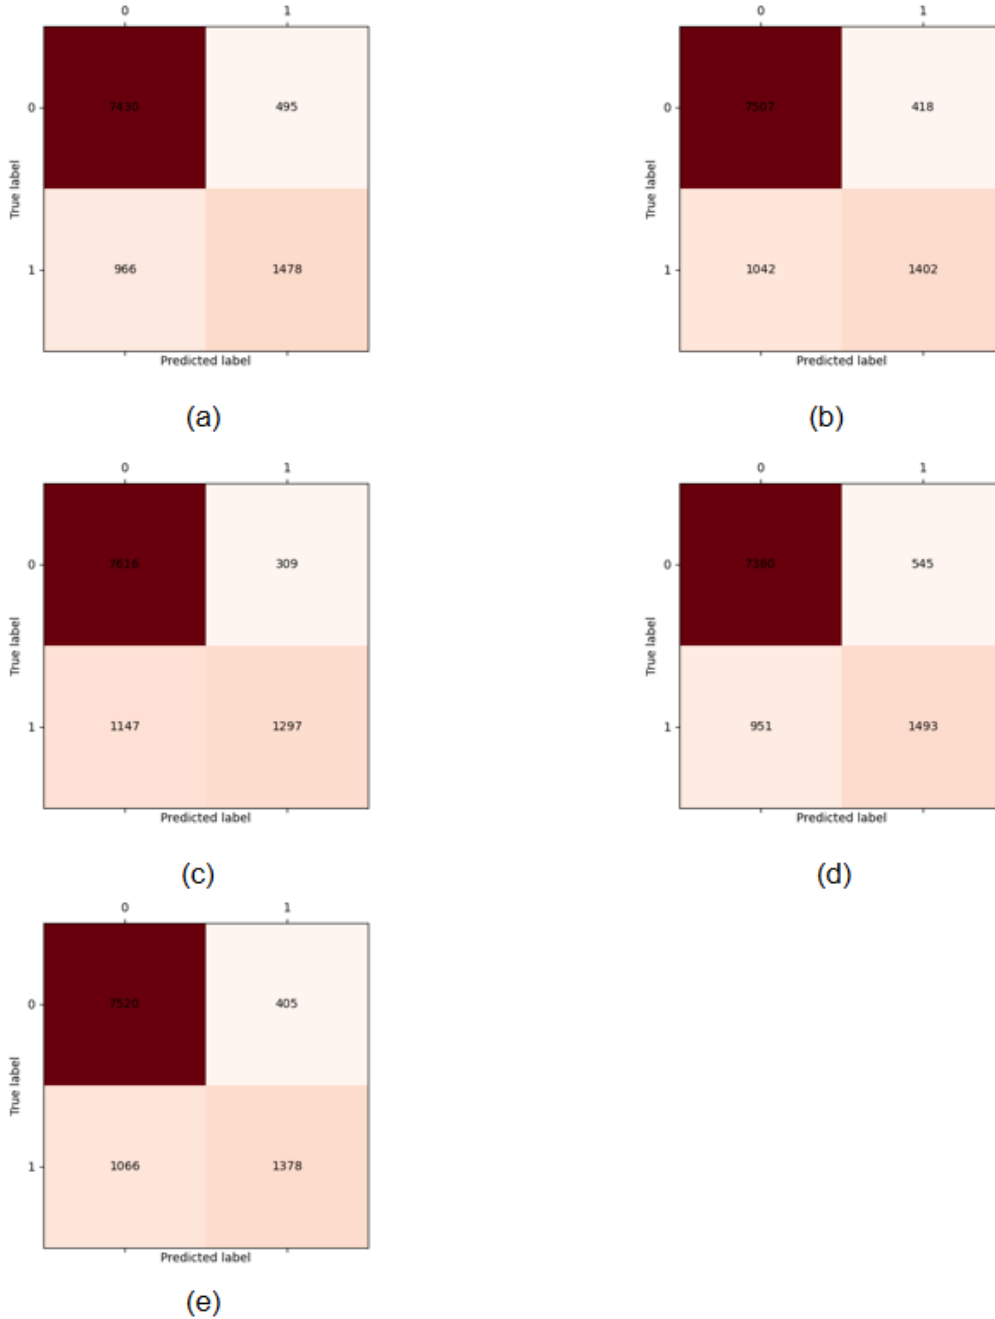 0 1
0 7430 495
True label
1 966 1478
Predicted label
(a)
0 1
0 7507 418
True label
1 1042 1402
Predicted label
(b)
0 1
0 7616 309
True label
1 1147 1297
Predicted label
(c)
0 1
0 7380 545
True label
1 951 1493
Predicted label
(d)
0 1
0 7520 405
True label
1 1066 1378
Predicted label
(e)